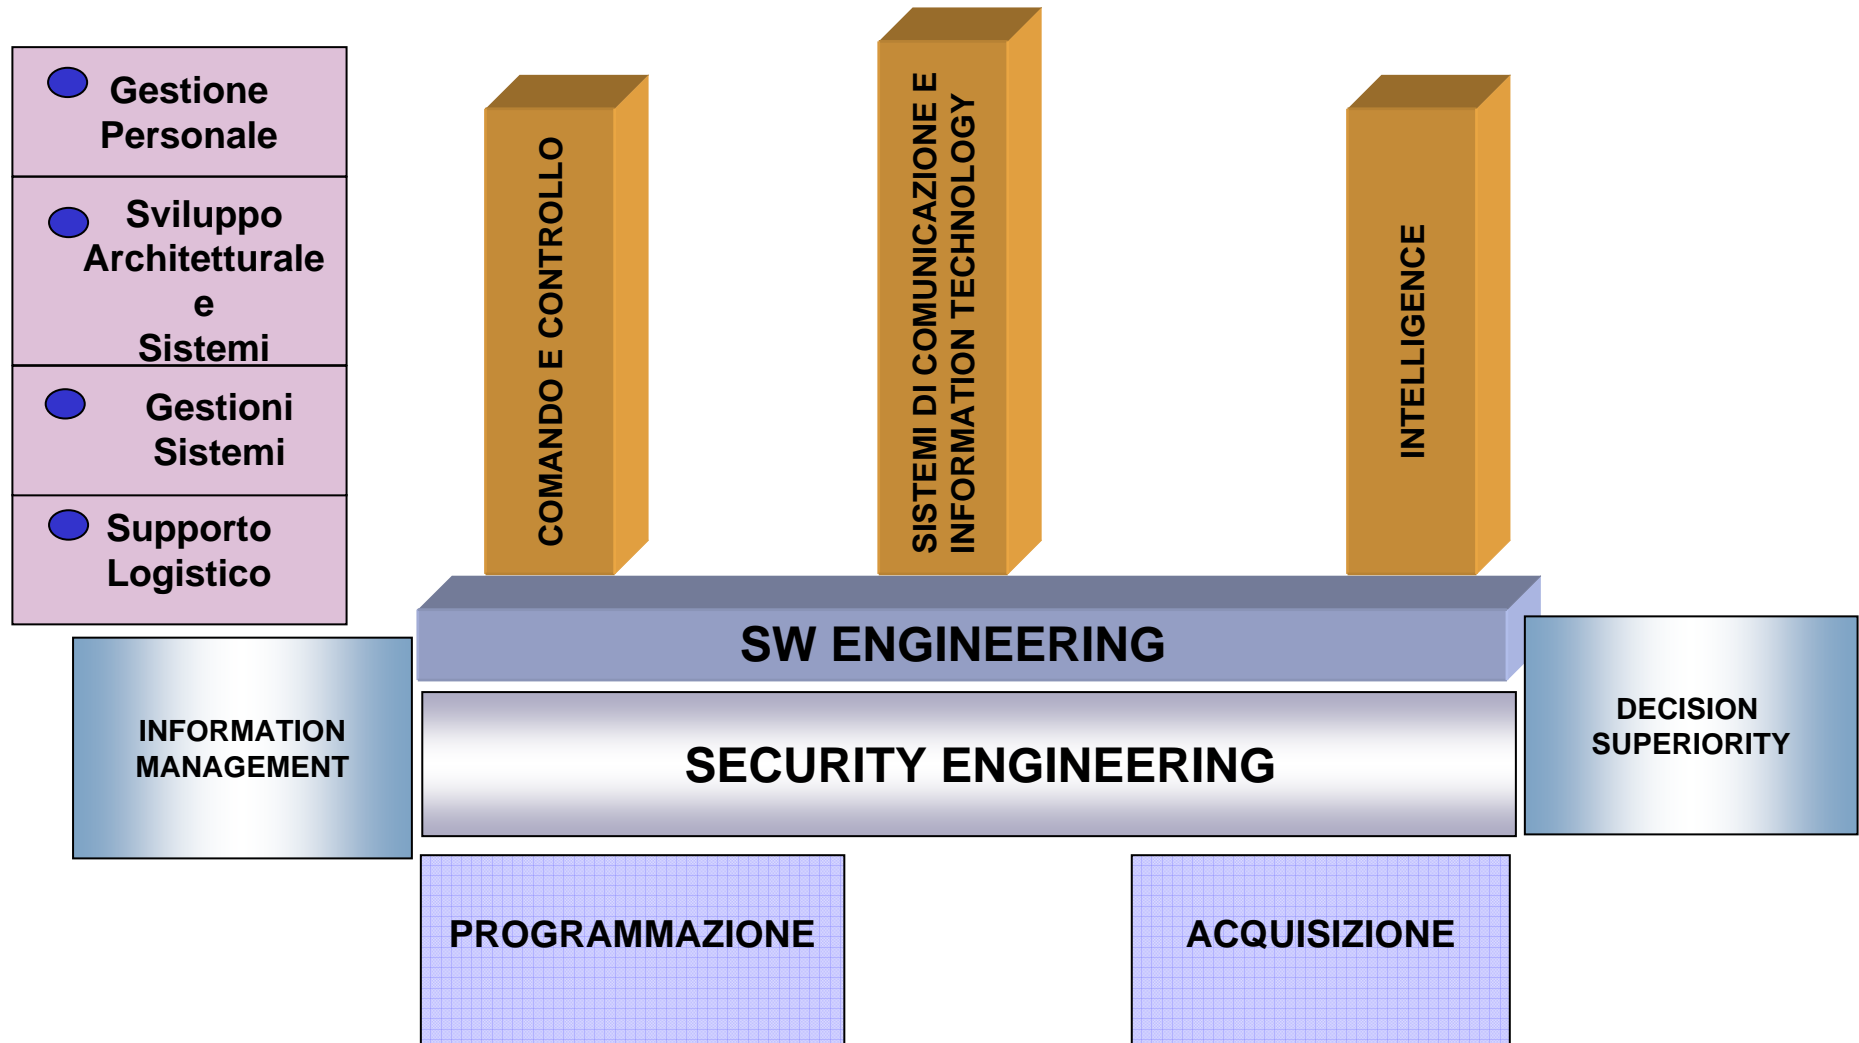 Gestione
Personale
Sviluppo
Architetturale
e
Sistemi
Gestioni
Sistemi
Supporto
Logistico
COMANDO E CONTROLLO
SISTEMI DI COMUNICAZIONE E
INFORMATION TECHNOLOGY
INTELLIGENCE
SW ENGINEERING
INFORMATION
MANAGEMENT
SECURITY ENGINEERING
DECISION
SUPERIORITY
PROGRAMMAZIONE
ACQUISIZIONE